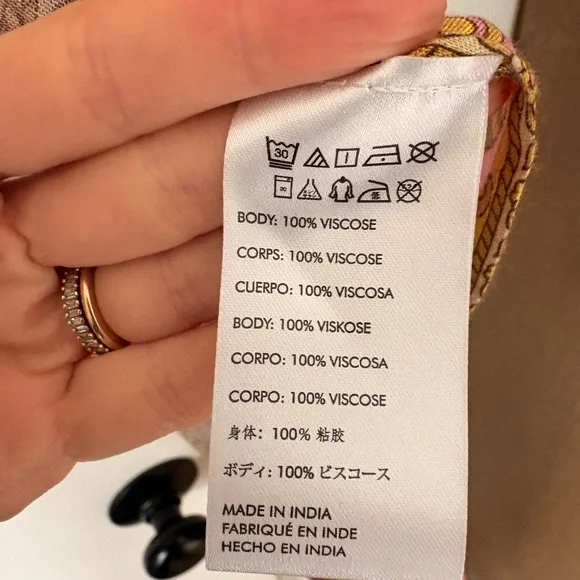 30
BODY: 100% VISCOSE
CORPS: 100% VISCOSE
CUERPO: 100% VISCOSA
BODY: 100% VISKOSE
CORPO: 100% VISCOSA
CORPO: 100% VISCOSE
身体: 100% 粘胶
ボディ: 100% ビスコース
MADE IN INDIA
FABRIQUÉ EN INDE
HECHO EN INDIA